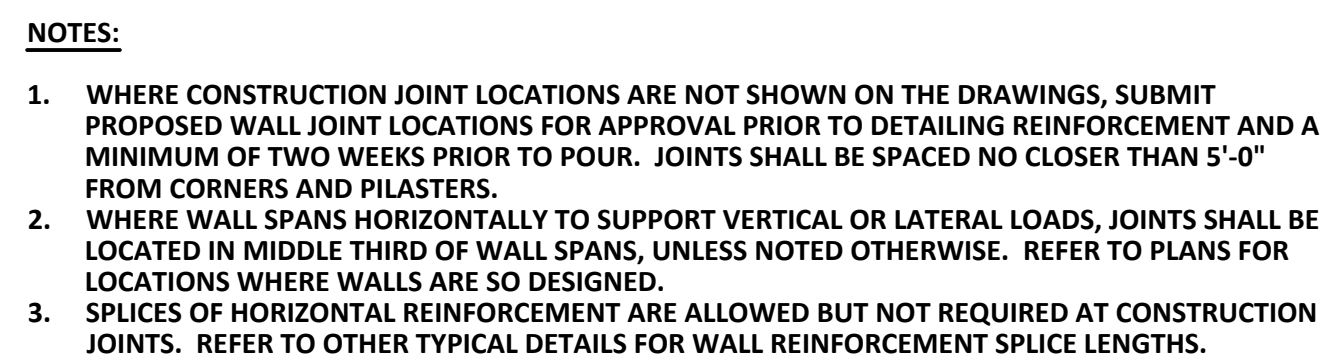 NOTES:
1. WHERE CONSTRUCTION JOINT LOCATIONS ARE NOT SHOWN ON THE DRAWINGS, SUBMIT
PROPOSED WALL JOINT LOCATIONS FOR APPROVAL PRIOR TO DETAILING REINFORCEMENT AND A
MINIMUM OF TWO WEEKS PRIOR TO POUR. JOINTS SHALL BE SPACED NO CLOSER THAN 5'-0"
FROM CORNERS AND PILASTERS.
2. WHERE WALL SPANS HORIZONTALLY TO SUPPORT VERTICAL OR LATERAL LOADS, JOINTS SHALL BE
LOCATED IN MIDDLE THIRD OF WALL SPANS, UNLESS NOTED OTHERWISE. REFER TO PLANS FOR
LOCATIONS WHERE WALLS ARE SO DESIGNED.
3. SPLICES OF HORIZONTAL REINFORCEMENT ARE ALLOWED BUT NOT REQUIRED AT CONSTRUCTION
JOINTS. REFER TO OTHER TYPICAL DETAILS FOR WALL REINFORCEMENT SPLICE LENGTHS.